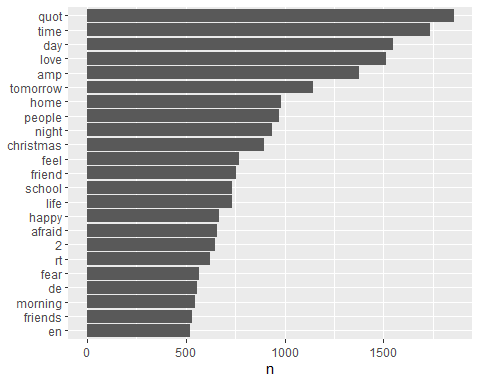 quot
time
day
love
amp
tomorrow
home
people
night
christmas
feel
friend
school
life
happy
afraid
2
rt
fear
de
morning
friends
en
0 500 1000 1500
n